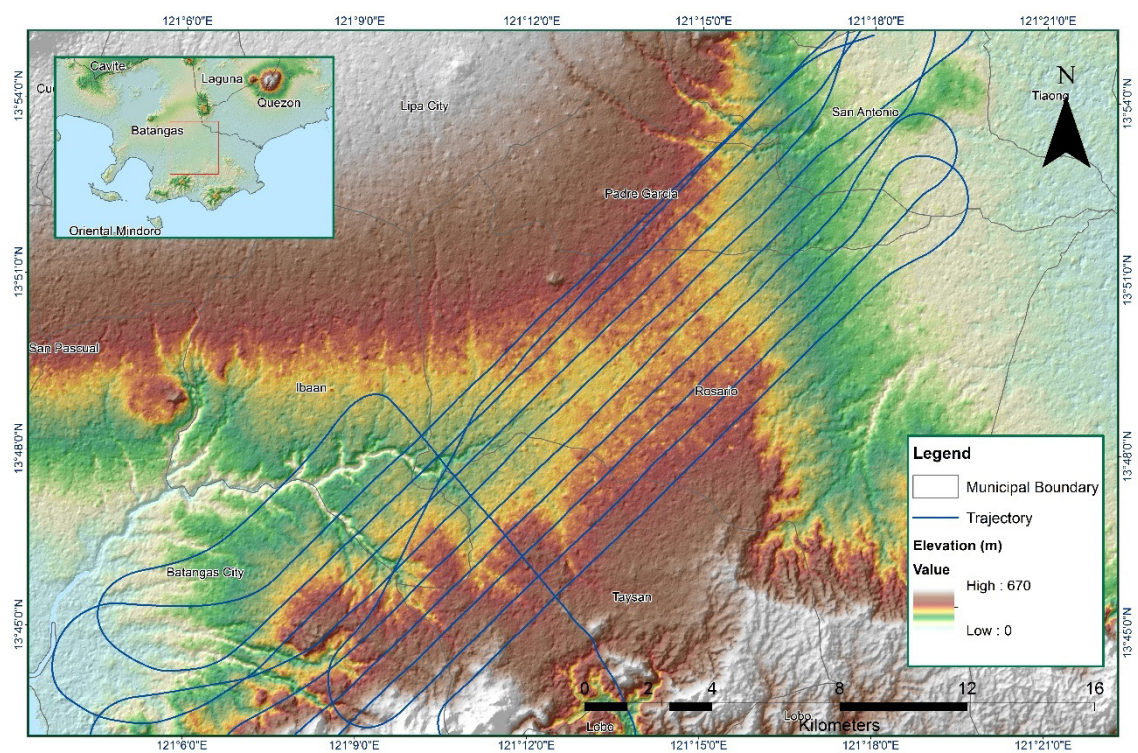 121°6'0"E 121°9'0"E 121°12'0"E 121°15'0"E 121°18'0"E 121°21'0"E
Cavite
Laguna
Quezon
Batangas
Oriental Mindoro
Lipa City
San Antonio
Tiaong
N
13°54'0"N
13°54'0"N
Padre Garcia
13°51'0"N
13°51'0"N
San Pascual
Ibaan
Rosario
13°48'0"N
13°48'0"N
Legend
Municipal Boundary
Trajectory
Elevation (m)
Value
High : 670
Low : 0
Batangas City
Taysan
13°45'0"N
13°45'0"N
0 2 4 8 12 16
Kilometers
Lobo
Lobo
121°6'0"E 121°9'0"E 121°12'0"E 121°15'0"E 121°18'0"E 121°21'0"E